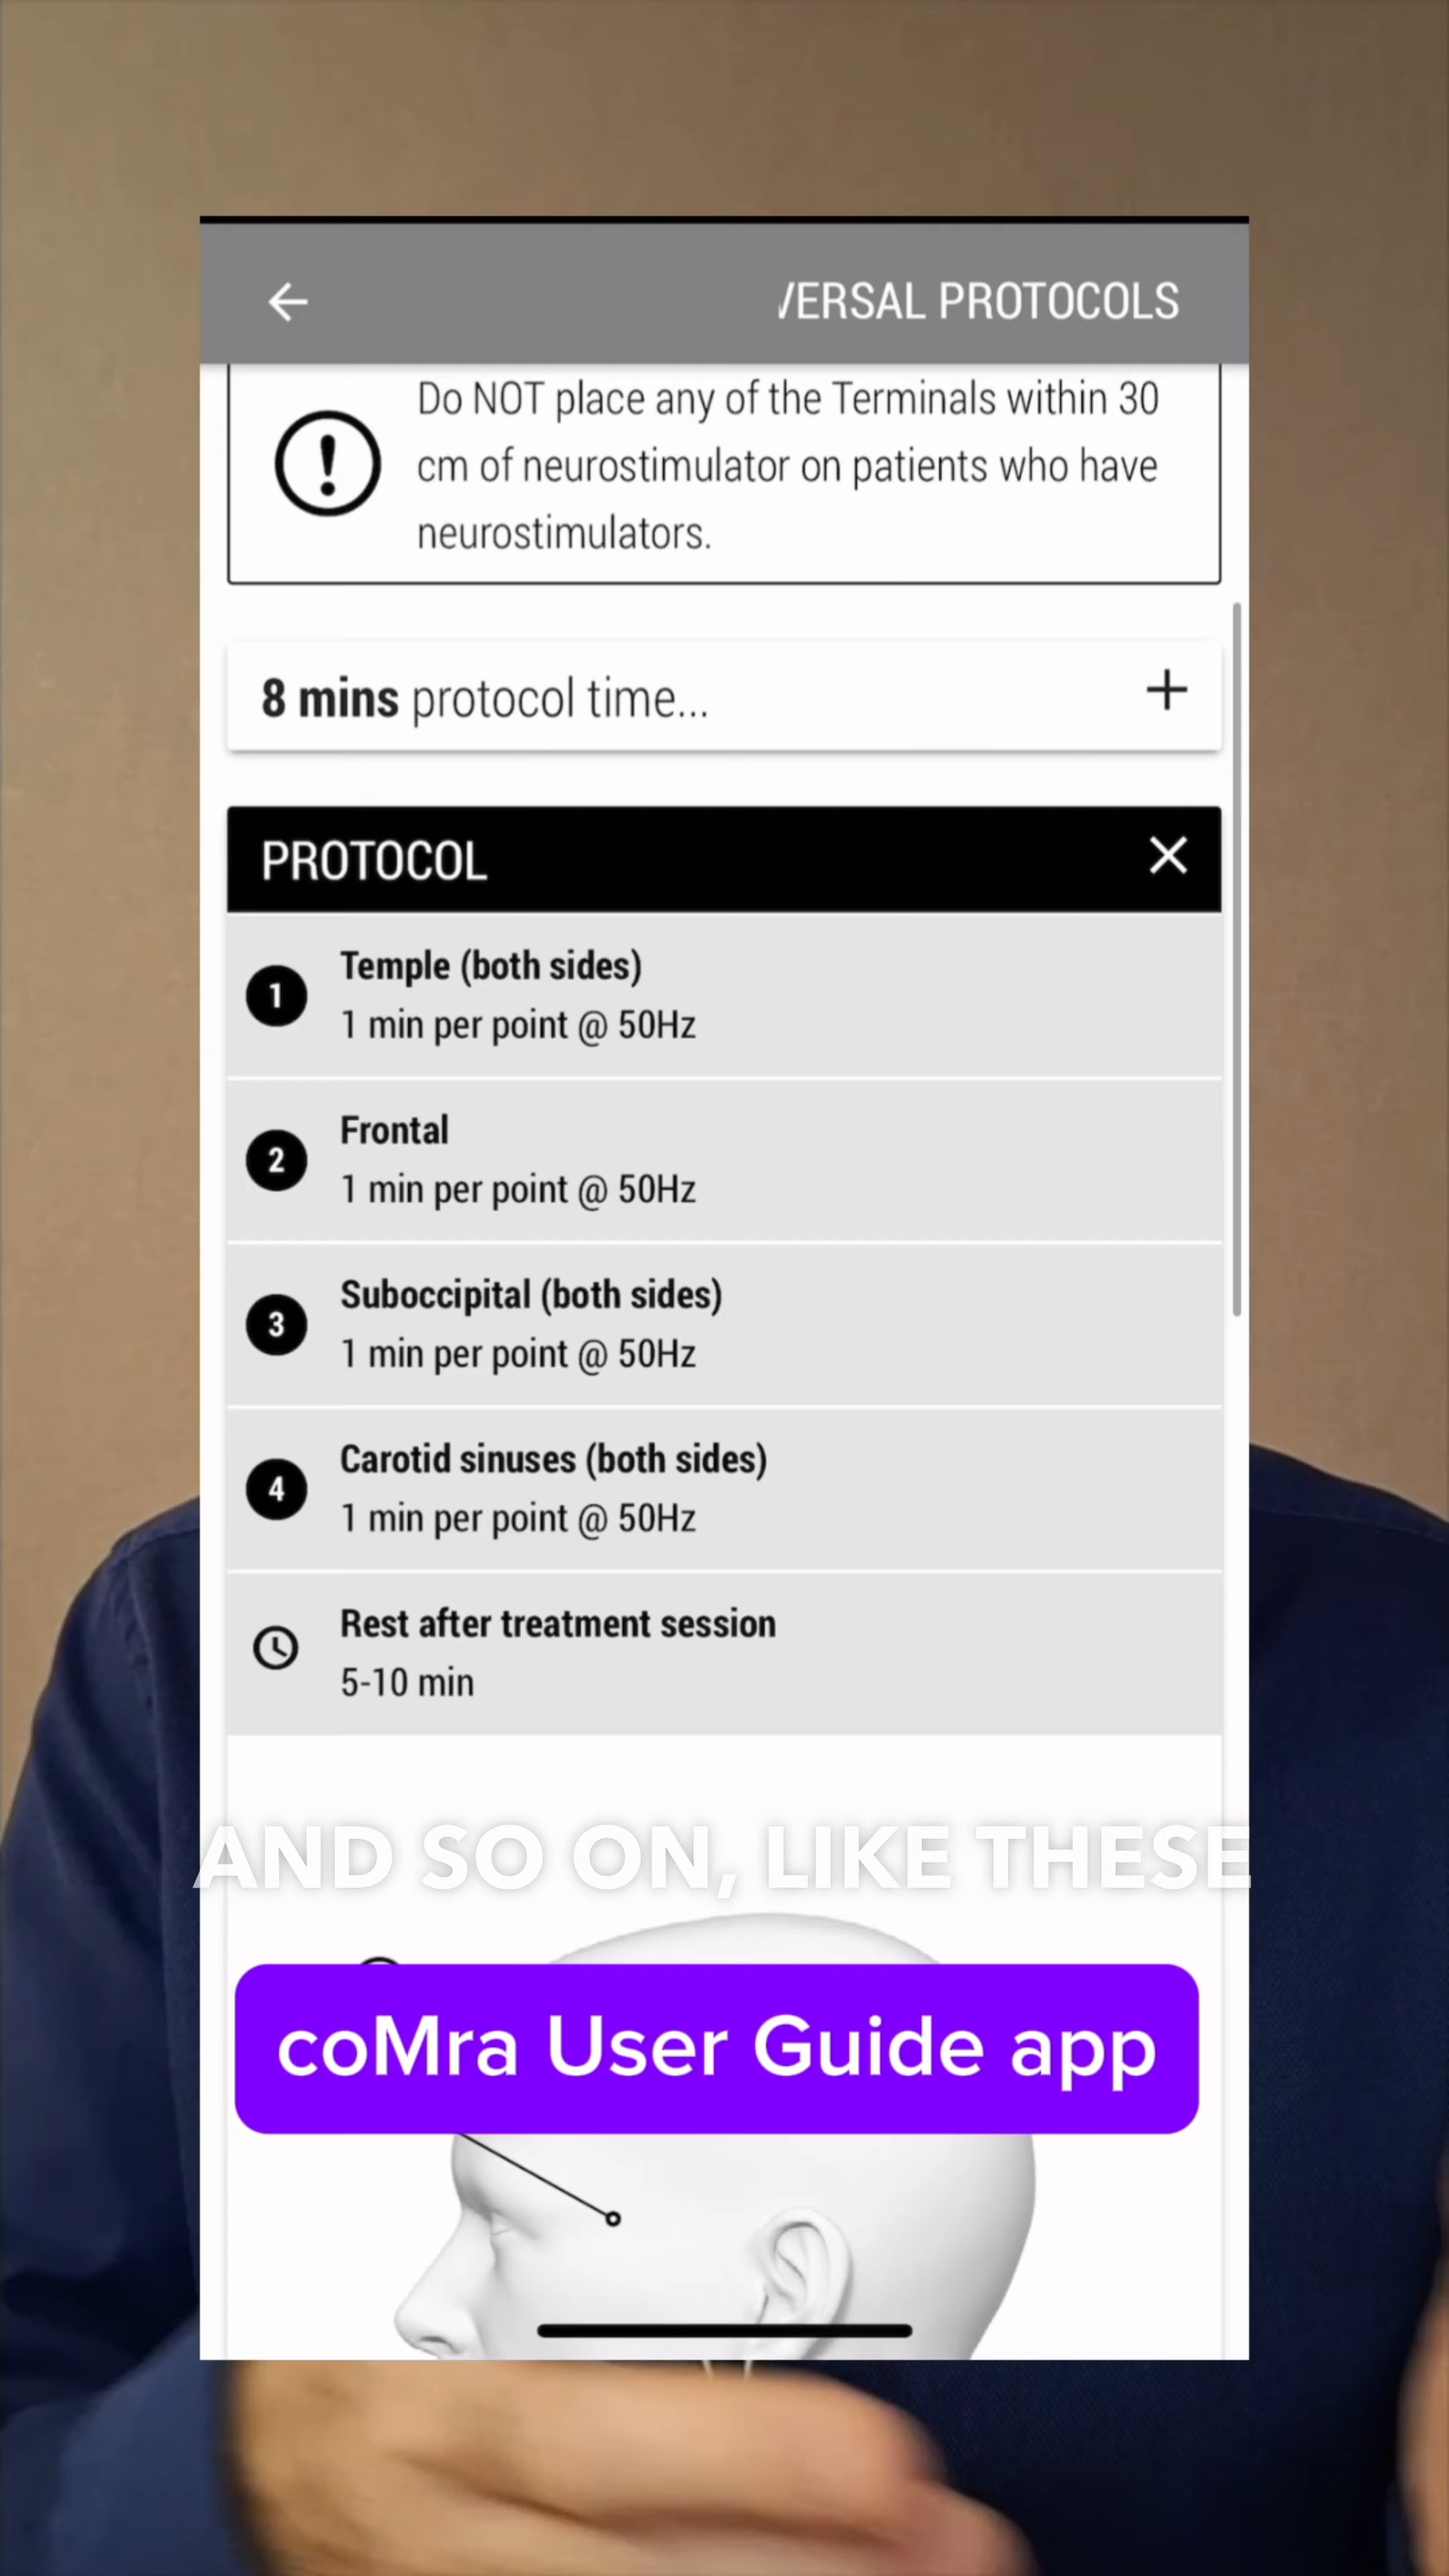 VERSAL PROTOCOLS
Do NOT place any of the Terminals within 30
cm of neurostimulator on patients who have
neurostimulators.
8 mins protocol time...
PROTOCOL
1
Temple (both sides)
1 min per point @ 50Hz
2
Frontal
1 min per point @ 50Hz
3
Suboccipital (both sides)
1 min per point @ 50Hz
4
Carotid sinuses (both sides)
1 min per point @ 50Hz
Rest after treatment session
5-10 min
AND SO ON, LIKE THESE
coMra User Guide app